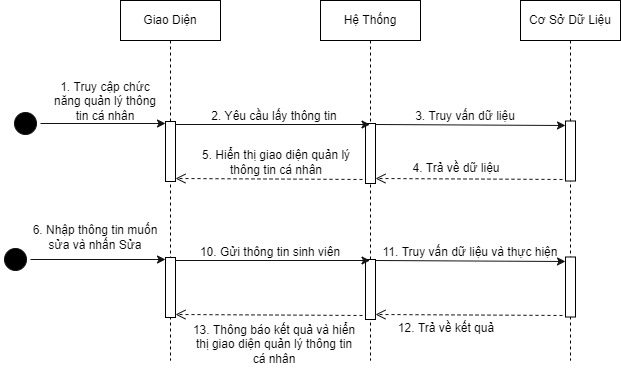 Giao Diện
Hệ Thống
Cơ Sở Dữ Liệu
1. Truy cập chức
năng quản lý thông
tin cá nhân
2. Yêu cầu lấy thông tin
3. Truy vấn dữ liệu
5. Hiển thị giao diện quản lý
thông tin cá nhân
4. Trả về dữ liệu
6. Nhập thông tin muốn
sửa và nhấn Sửa
10. Gửi thông tin sinh viên
11. Truy vấn dữ liệu và thực hiện
13. Thông báo kết quả và hiển
thị giao diện quản lý thông tin
cá nhân
12. Trả về kết quả